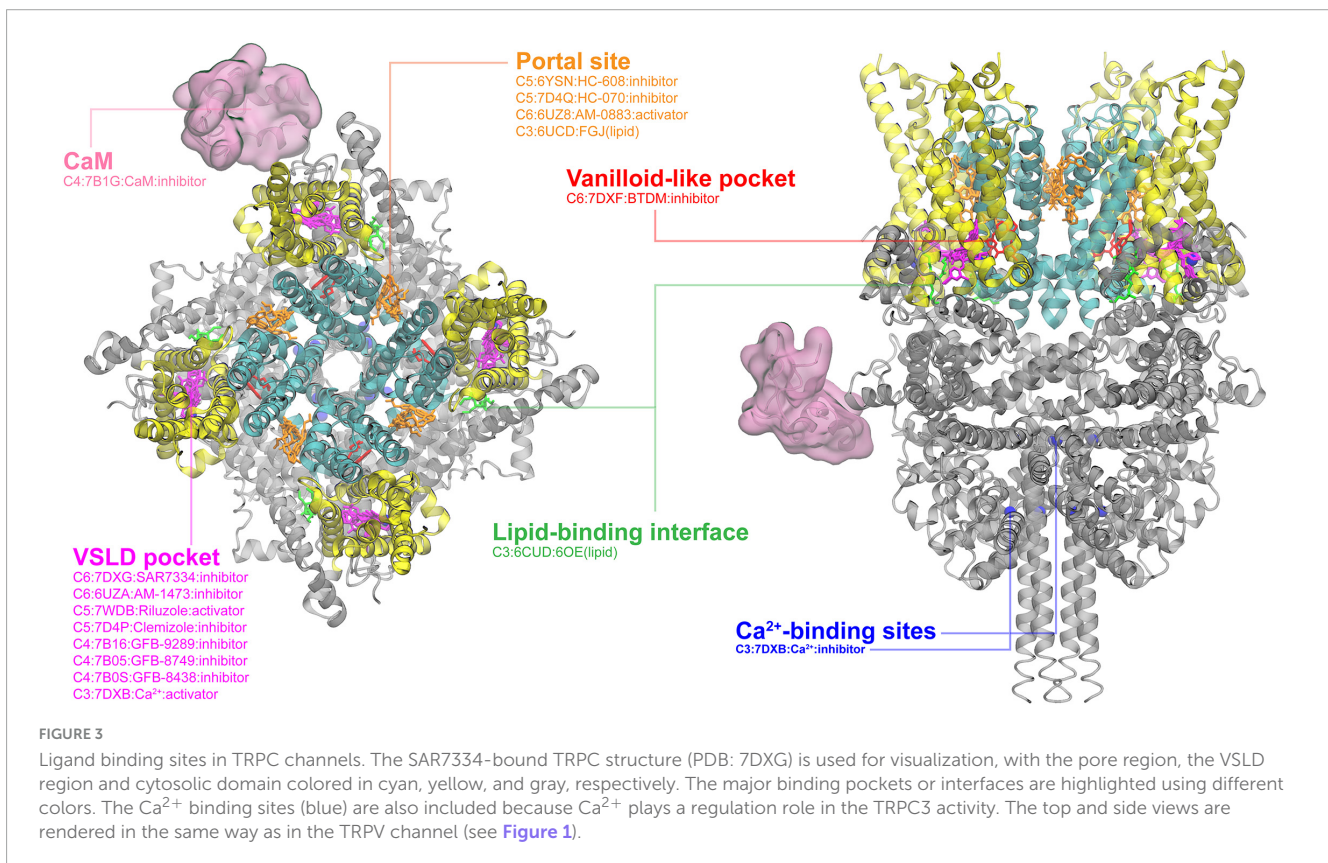 Portal site
C5:6YSN:HC-608:inhibitor
C5:7D4Q:HC-070:inhibitor
C6:6UZ8:AM-0883:activator
C3:6UCD:FGJ(lipid)
CaM
C4:7B1G:CaM:inhibitor
Vanilloid-like pocket
C6:7DXF:BTDM:inhibitor
Lipid-binding interface
C3:6CUD:6OE(lipid)
VSLD pocket
C6:7DXG:SAR7334:inhibitor
C6:6UZA:AM-1473:inhibitor
C5:7WDB:Riluzole:activator
C5:7D4P:Clemizole:inhibitor
C4:7B16:GFB-9289:inhibitor
C4:7B05:GFB-8749:inhibitor
C4:7B0S:GFB-8438:inhibitor
C3:7DXB:Ca²⁺:activator
Ca²⁺-binding sites
C3:7DXB:Ca²⁺:inhibitor
FIGURE 3
Ligand binding sites in TRPC channels. The SAR7334-bound TRPC structure (PDB: 7DXG) is used for visualization, with the pore region, the VSLD
region and cytosolic domain colored in cyan, yellow, and gray, respectively. The major binding pockets or interfaces are highlighted using different
colors. The Ca²⁺ binding sites (blue) are also included because Ca²⁺ plays a regulation role in the TRPC3 activity. The top and side views are
rendered in the same way as in the TRPV channel (see Figure 1).